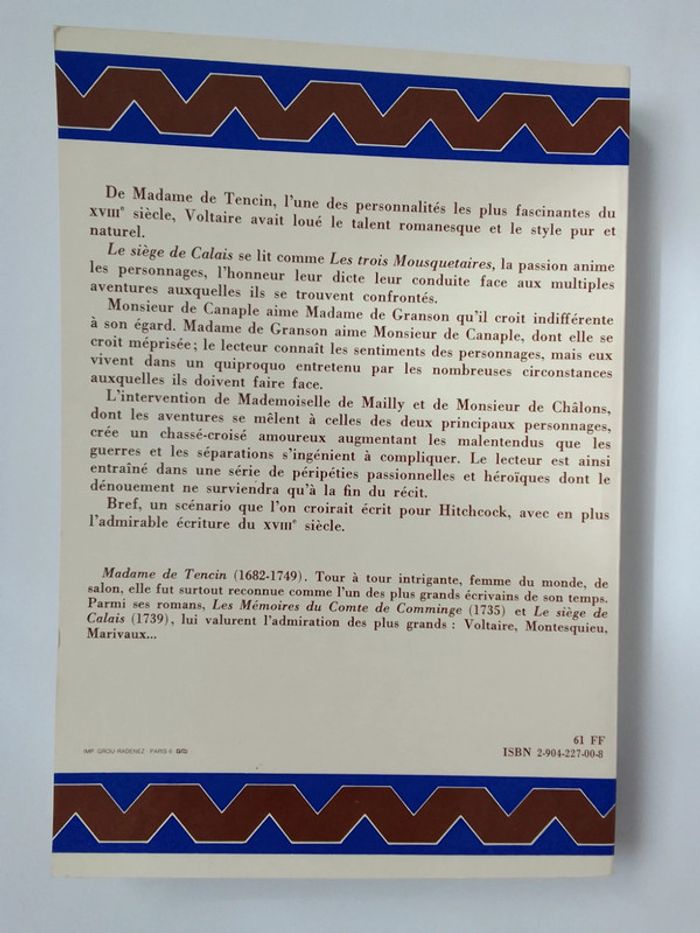 De Madame de Tencin, l'une des personnalités les plus fascinantes du
XVIIIe siècle, Voltaire avait loué le talent romanesque et le style pur et
naturel.
Le siège de Calais se lit comme Les trois Mousquetaires, la passion anime
les personnages, l'honneur leur dicte leur conduite face aux multiples
aventures auxquelles ils se trouvent confrontés.
Monsieur de Canaple aime Madame de Granson qu'il croit indifférente
à son égard. Madame de Granson aime Monsieur de Canaple, dont elle se
croit méprisée ; le lecteur connaît les sentiments des personnages, mais eux
vivent dans un quiproquo entretenu par les nombreuses circonstances
auxquelles ils doivent faire face.
L'intervention de Mademoiselle de Mailly et de Monsieur de Châlons,
dont les aventures se mêlent à celles des deux principaux personnages,
crée un chassé-croisé amoureux augmentant les malentendus que les
guerres et les séparations s'ingénient à compliquer. Le lecteur est ainsi
entraîné dans une série de péripéties passionnelles et héroïques dont le
dénouement ne surviendra qu'à la fin du récit.
Bref, un scénario que l'on croirait écrit pour Hitchcock, avec en plus
l'admirable écriture du XVIIIe siècle.
Madame de Tencin (1682-1749). Tour à tour intrigante, femme du monde, de
salon, elle fut surtout reconnue comme l'un des plus grands écrivains de son temps.
Parmi ses romans, Les Mémoires du Comte de Comminge (1735) et Le siège de
Calais (1739), lui valurent l'admiration des plus grands : Voltaire, Montesquieu,
Marivaux...
61 FF
IMP GROU-RADENEZ PARIS-6
ISBN 2-904-227-00-8